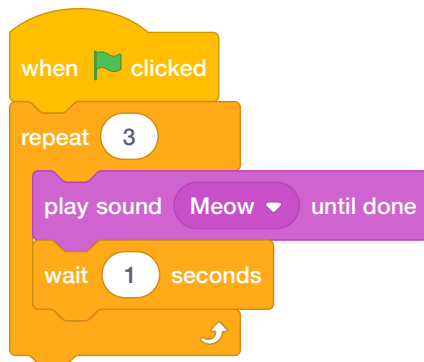 when clicked
repeat 3
play sound Meow until done
wait 1 seconds